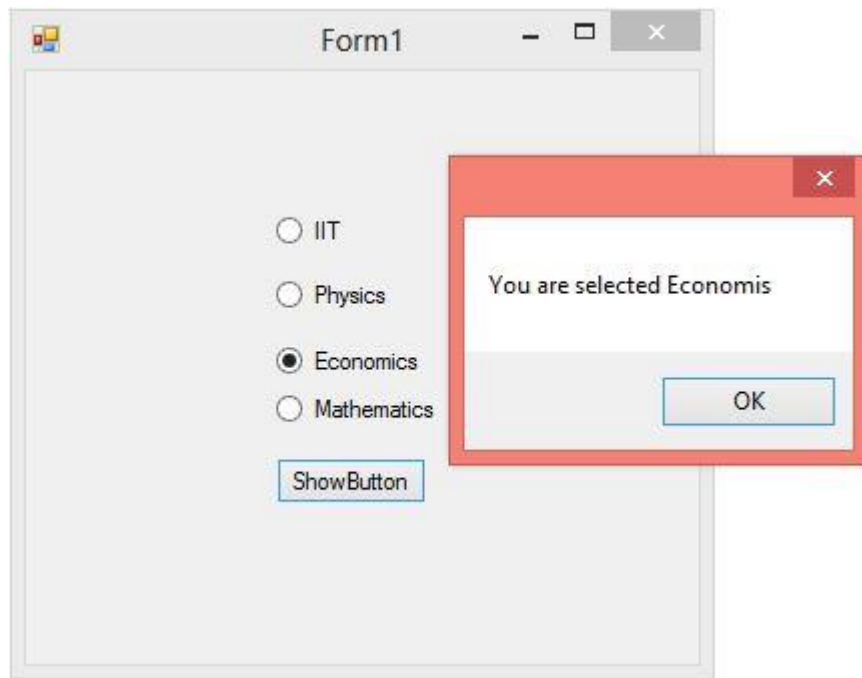 Form1
IIT
Physics
Economics
Mathematics
ShowButton
You are selected Economis
OK